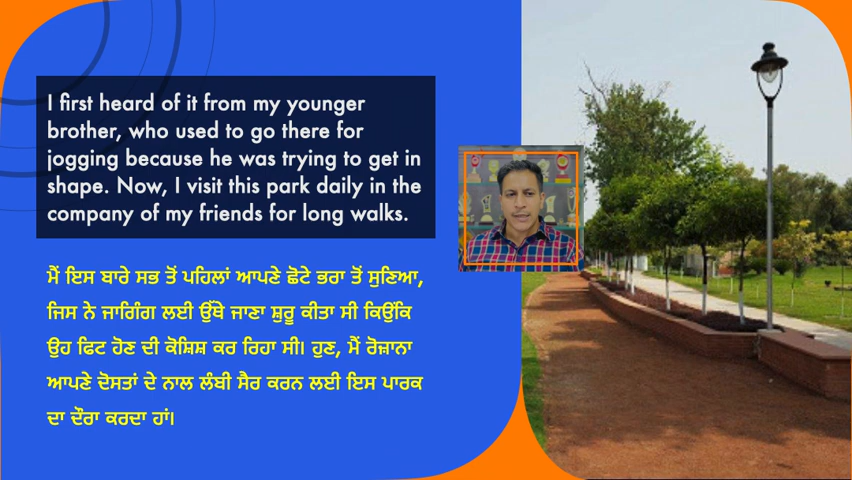 I first heard of it from my younger
brother, who used to go there for
jogging because he was trying to get in
shape. Now, I visit this park daily in the
company of my friends for long walks.
ਮੈਂ ਇਸ ਬਾਰੇ ਸਭ ਤੋਂ ਪਹਿਲਾਂ ਆਪਣੇ ਛੋਟੇ ਭਰਾ ਤੋਂ ਸੁਣਿਆ,
ਜਿਸ ਨੇ ਜਾਗਿੰਗ ਲਈ ਉੱਥੇ ਜਾਣਾ ਸ਼ੁਰੂ ਕੀਤਾ ਸੀ ਕਿਉਂਕਿ
ਉਹ ਫਿਟ ਹੋਣ ਦੀ ਕੋਸ਼ਿਸ਼ ਕਰ ਰਿਹਾ ਸੀ। ਹੁਣ, ਮੈਂ ਰੋਜ਼ਾਨਾ
ਆਪਣੇ ਦੋਸਤਾਂ ਦੇ ਨਾਲ ਲੰਬੀ ਸੈਰ ਕਰਨ ਲਈ ਇਸ ਪਾਰਕ
ਦਾ ਦੌਰਾ ਕਰਦਾ ਹਾਂ।